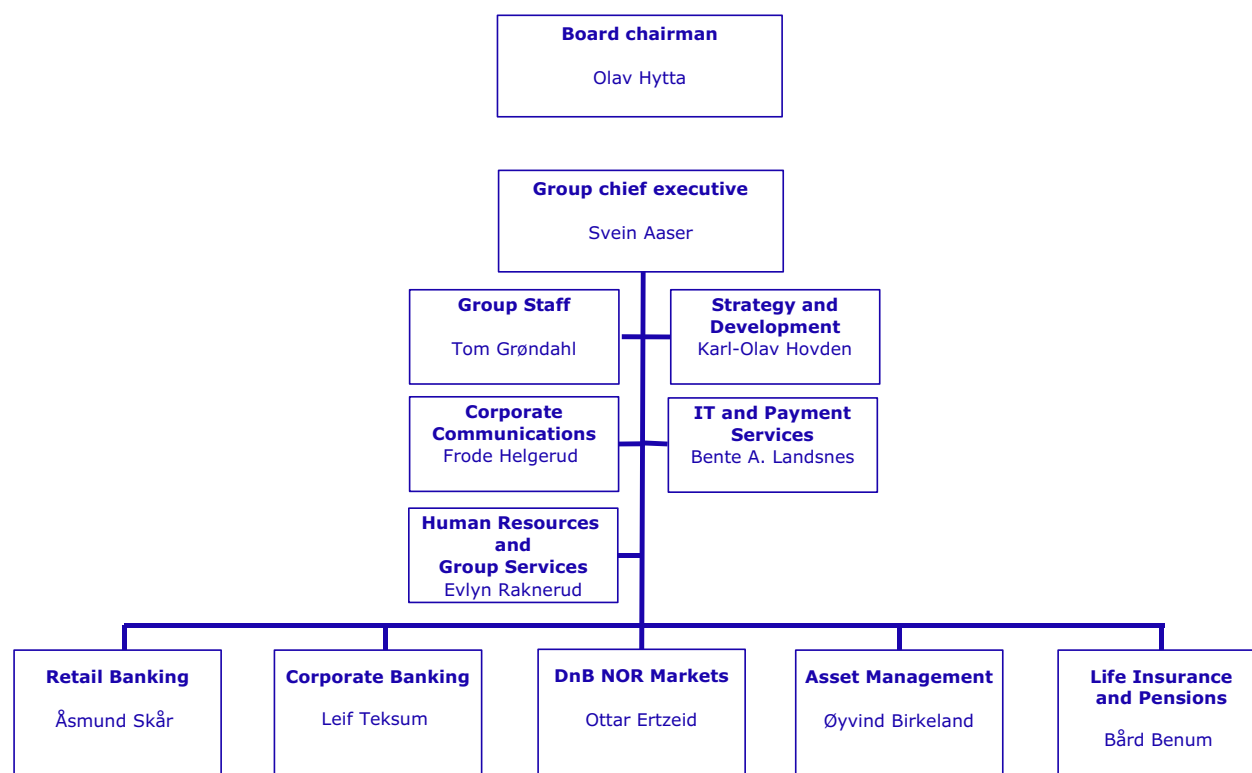 Board chairman
Olav Hytta
Group chief executive
Svein Aaser
Group Staff
Tom Grøndahl
Strategy and
Development
Karl-Olav Hovden
Corporate
Communications
Frode Helgerud
IT and Payment
Services
Bente A. Landsnes
Human Resources
and
Group Services
Evlyn Raknerud
Retail Banking
Åsmund Skår
Corporate Banking
Leif Teksum
DnB NOR Markets
Ottar Ertzeid
Asset Management
Øyvind Birkeland
Life Insurance
and Pensions
Bård Benum